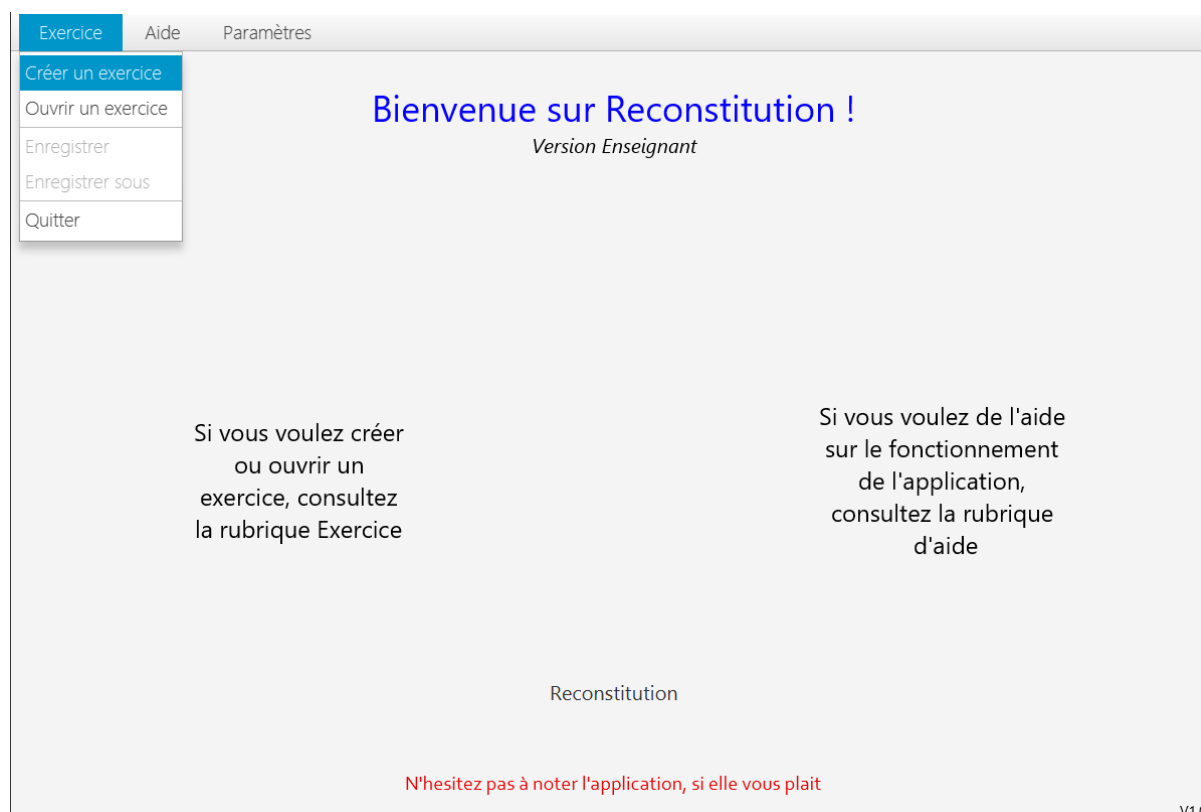 Exercice Aide Paramètres
Créer un exercice
Ouvrir un exercice
Enregistrer
Enregistrer sous
Quitter
Bienvenue sur Reconstitution !
Version Enseignant
Si vous voulez créer
ou ouvrir un
exercice, consultez
la rubrique Exercice
Si vous voulez de l'aide
sur le fonctionnement
de l'application,
consultez la rubrique
d'aide
Reconstitution
N'hesitez pas à noter l'application, si elle vous plait